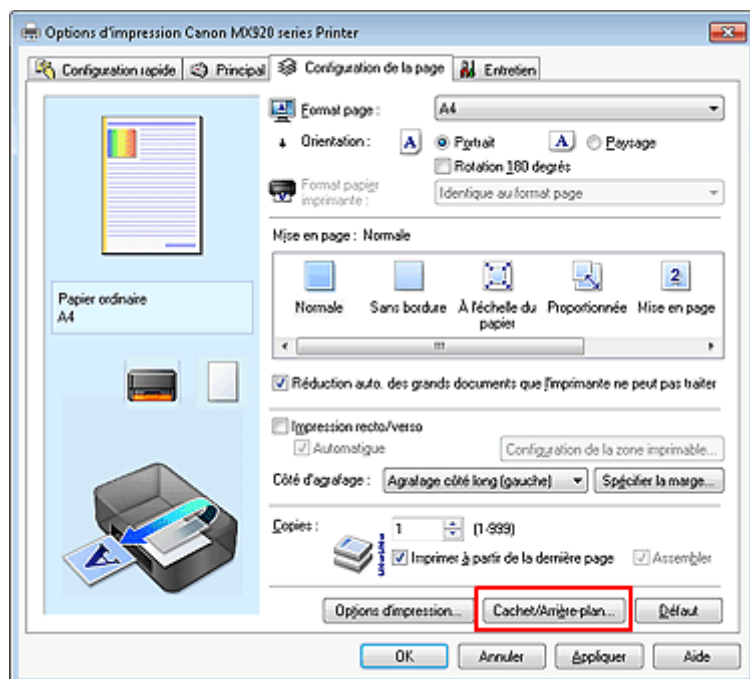 Options d'impression Canon MX920 series Printer
Configuration rapide Principal Configuration de la page Entretien
Format page : A4
Orientation : A Portrait A Paysage
Rotation 180 degrés
Format papier imprimante : Identique au format page
Mise en page : Normale
Normale Sans bordure À l'échelle du papier Proportionnée Mise en page
2
Papier ordinaire
A4
Réduction auto. des grands documents que l'imprimante ne peut pas traiter
Impression recto/verso
Automatique Configuration de la zone imprimable...
Côté d'agrafage : Agrafage côté long (gauche) Spécifier la marge...
Copies : 1 (1-999)
Imprimer à partir de la dernière page Assembler
A
Options d'impression... Cachet/Arrière-plan... Défaut
OK Annuler Appliquer Aide